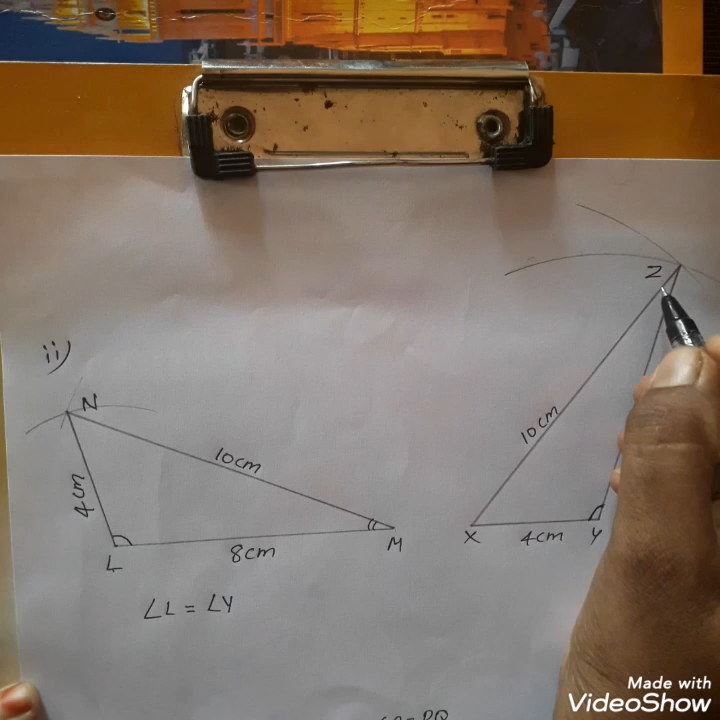 ii)
N
4cm
10cm
L
8cm
M
∠L = ∠Y
Z
10cm
X
4cm
Y
Made with
VideoShow